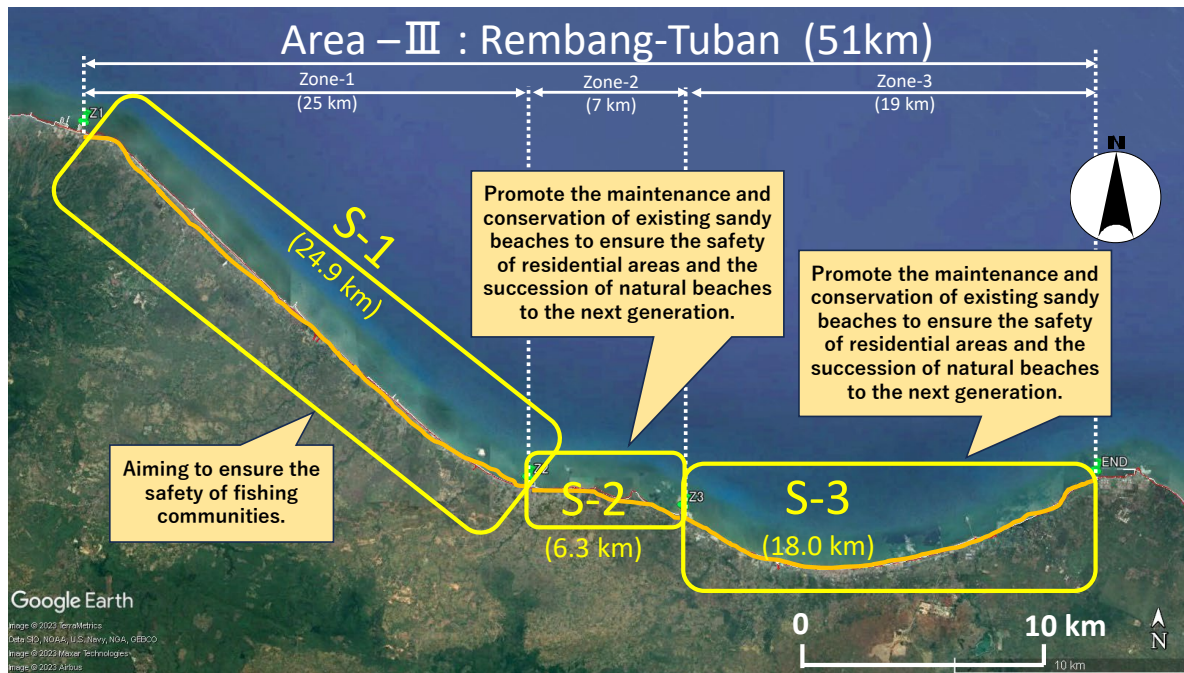 Area –Ⅲ : Rembang-Tuban (51km)
Zone-1
(25 km)
Zone-2
(7 km)
Zone-3
(19 km)
Z1
N
S-1
(24.9 km)
Promote the maintenance and
conservation of existing sandy
beaches to ensure the safety
of residential areas and the
succession of natural beaches
to the next generation.
Promote the maintenance and
conservation of existing sandy
beaches to ensure the safety
of residential areas and the
succession of natural beaches
to the next generation.
Aiming to ensure the
safety of fishing
communities.
Z2
Z3
END
S-2
(6.3 km)
S-3
(18.0 km)
Google Earth
Image © 2023 TerraMetrics
Data SIO, NOAA, U.S. Navy, NGA, GEBCO
Image © 2023 Maxar Technologies
Image © 2023 Airbus
0
10 km
10 km
N